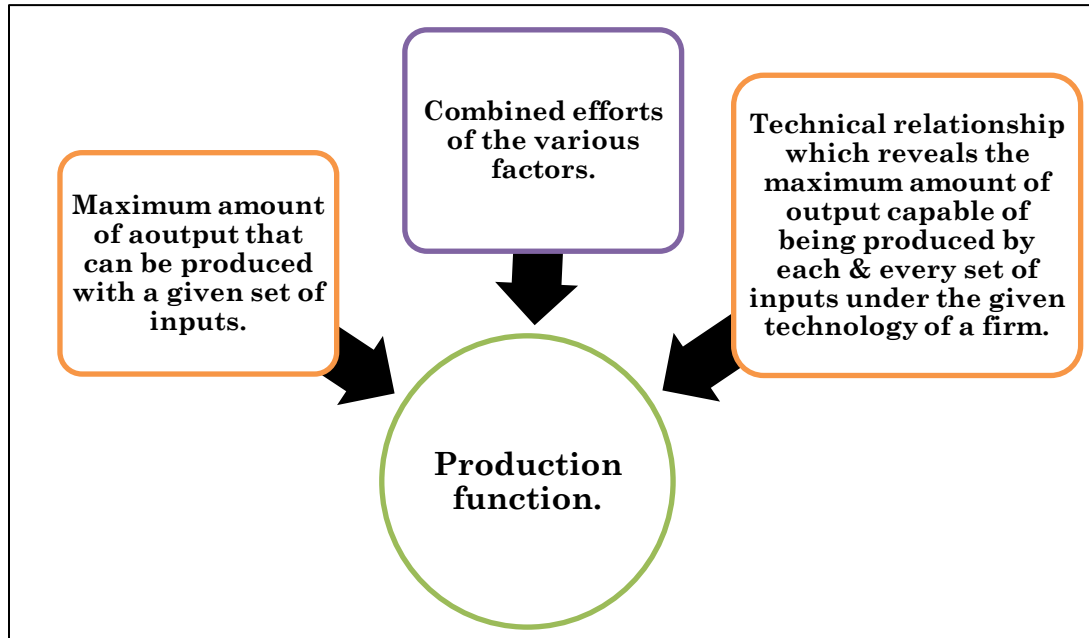 Maximum amount
of aoutput that
can be produced
with a given set of
inputs.
Combined efforts
of the various
factors.
Technical relationship
which reveals the
maximum amount of
output capable of
being produced by
each & every set of
inputs under the given
technology of a firm.
Production
function.